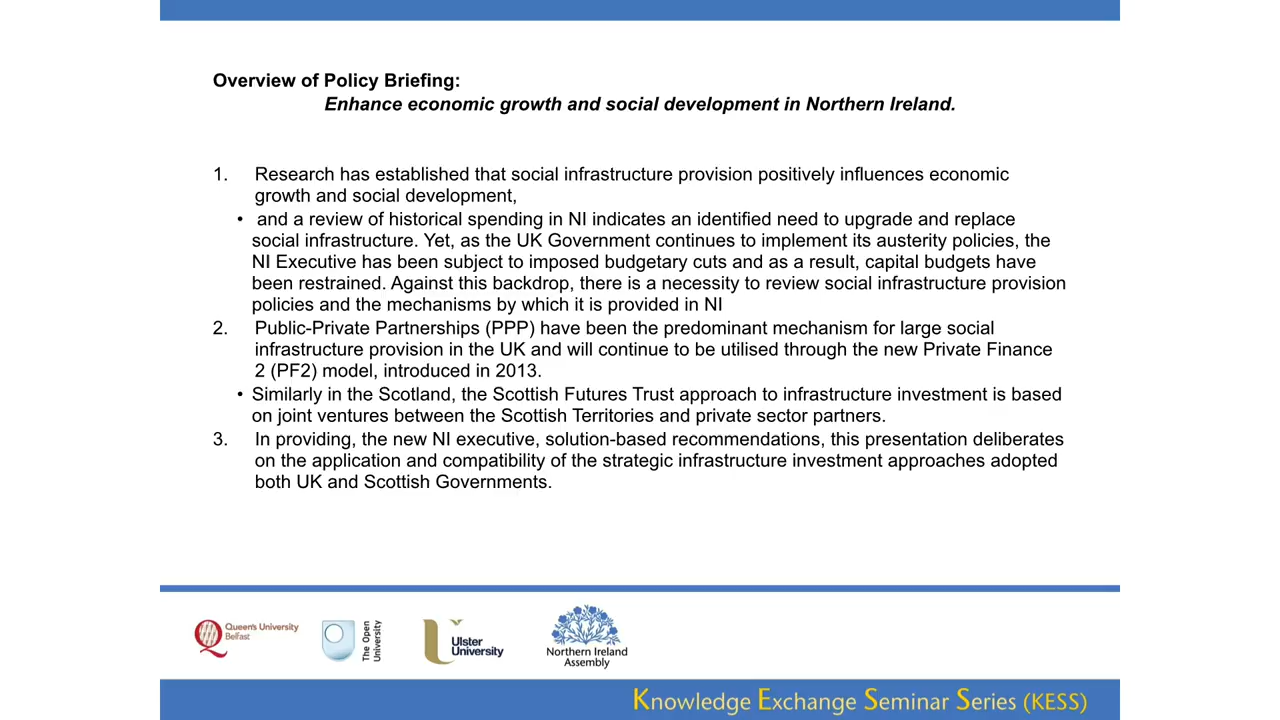 Overview of Policy Briefing:
Enhance economic growth and social development in Northern Ireland.
1. Research has established that social infrastructure provision positively influences economic
growth and social development,
• and a review of historical spending in NI indicates an identified need to upgrade and replace
social infrastructure. Yet, as the UK Government continues to implement its austerity policies, the
NI Executive has been subject to imposed budgetary cuts and as a result, capital budgets have
been restrained. Against this backdrop, there is a necessity to review social infrastructure provision
policies and the mechanisms by which it is provided in NI
2. Public-Private Partnerships (PPP) have been the predominant mechanism for large social
infrastructure provision in the UK and will continue to be utilised through the new Private Finance
2 (PF2) model, introduced in 2013.
• Similarly in the Scotland, the Scottish Futures Trust approach to infrastructure investment is based
on joint ventures between the Scottish Territories and private sector partners.
3. In providing, the new NI executive, solution-based recommendations, this presentation deliberates
on the application and compatibility of the strategic infrastructure investment approaches adopted
both UK and Scottish Governments.
Queen's University
Belfast
The Open
University
Ulster
University
Northern Ireland
Assembly
Knowledge Exchange Seminar Series (KESS)